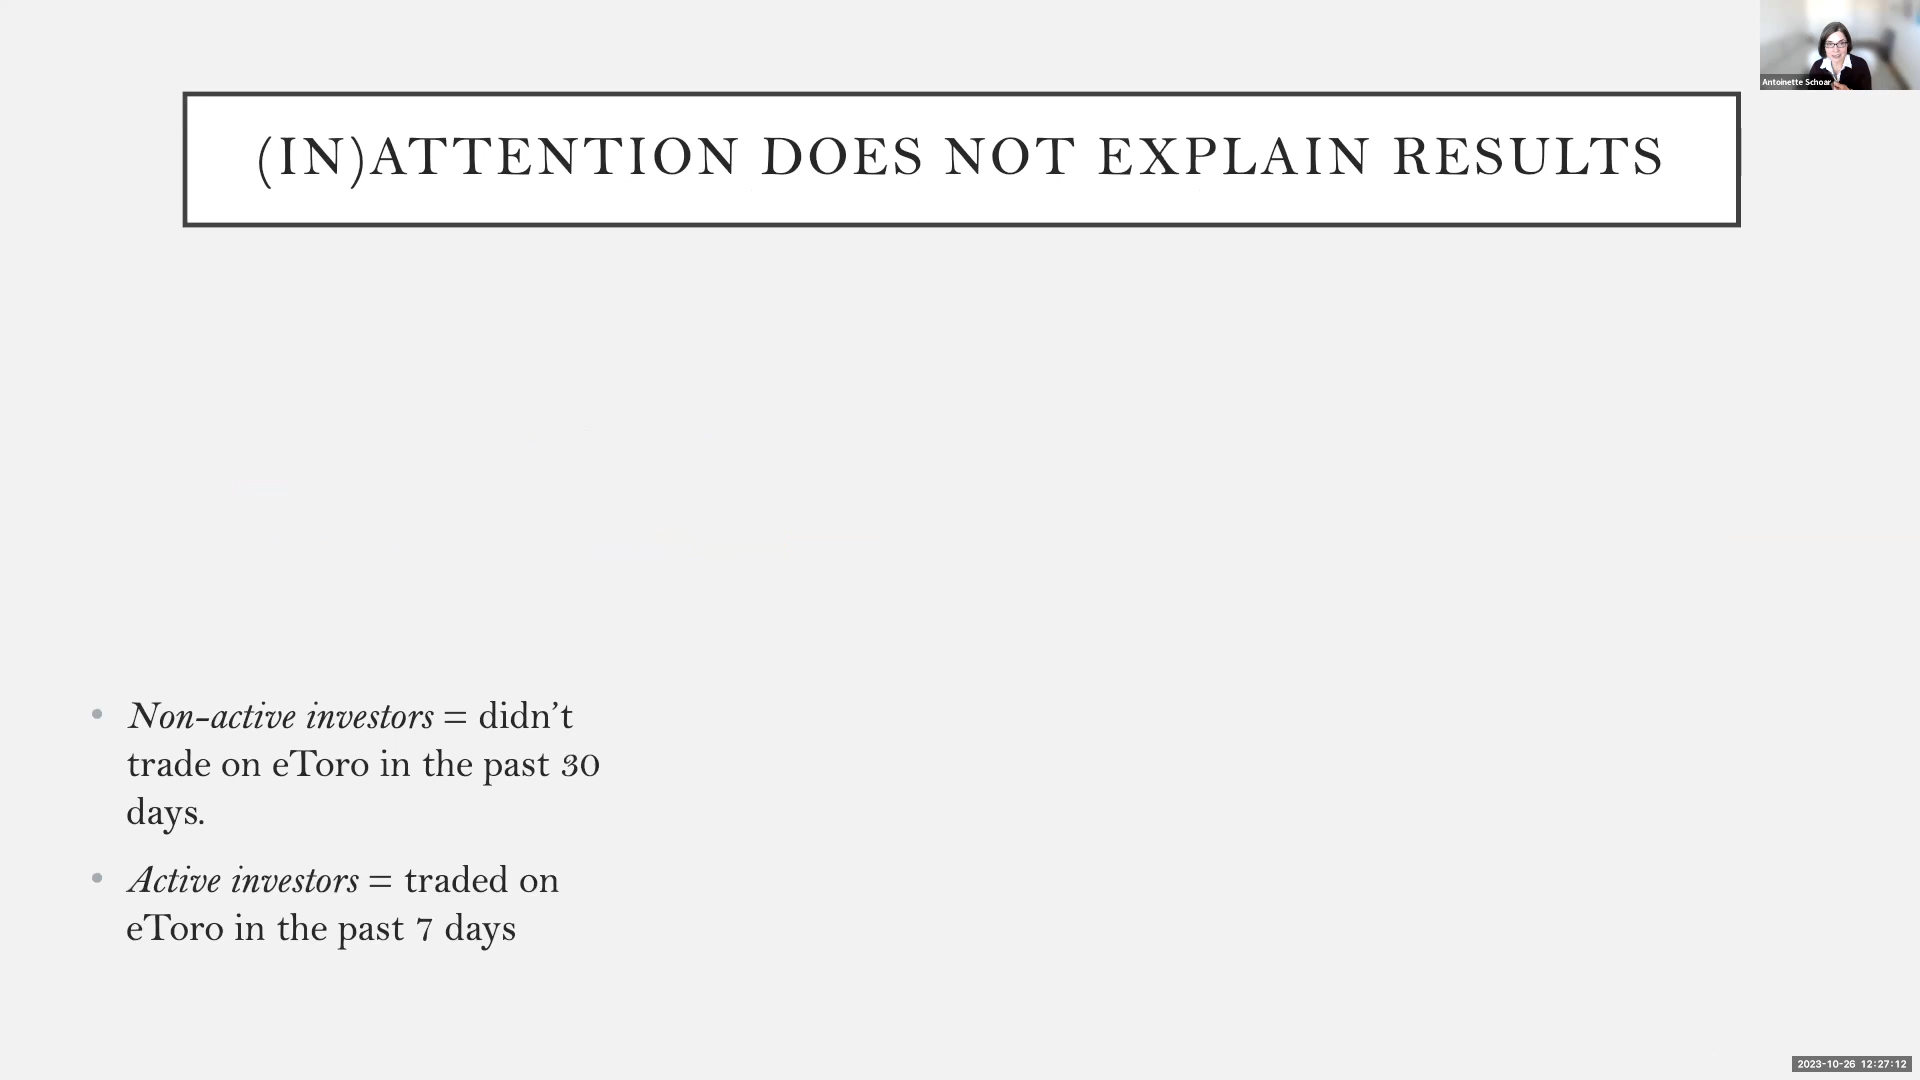 Antoinette Schoar
(IN)ATTENTION DOES NOT EXPLAIN RESULTS
• Non-active investors = didn’t
trade on eToro in the past 30
days.
• Active investors = traded on
eToro in the past 7 days
2023-10-26 12:27:12